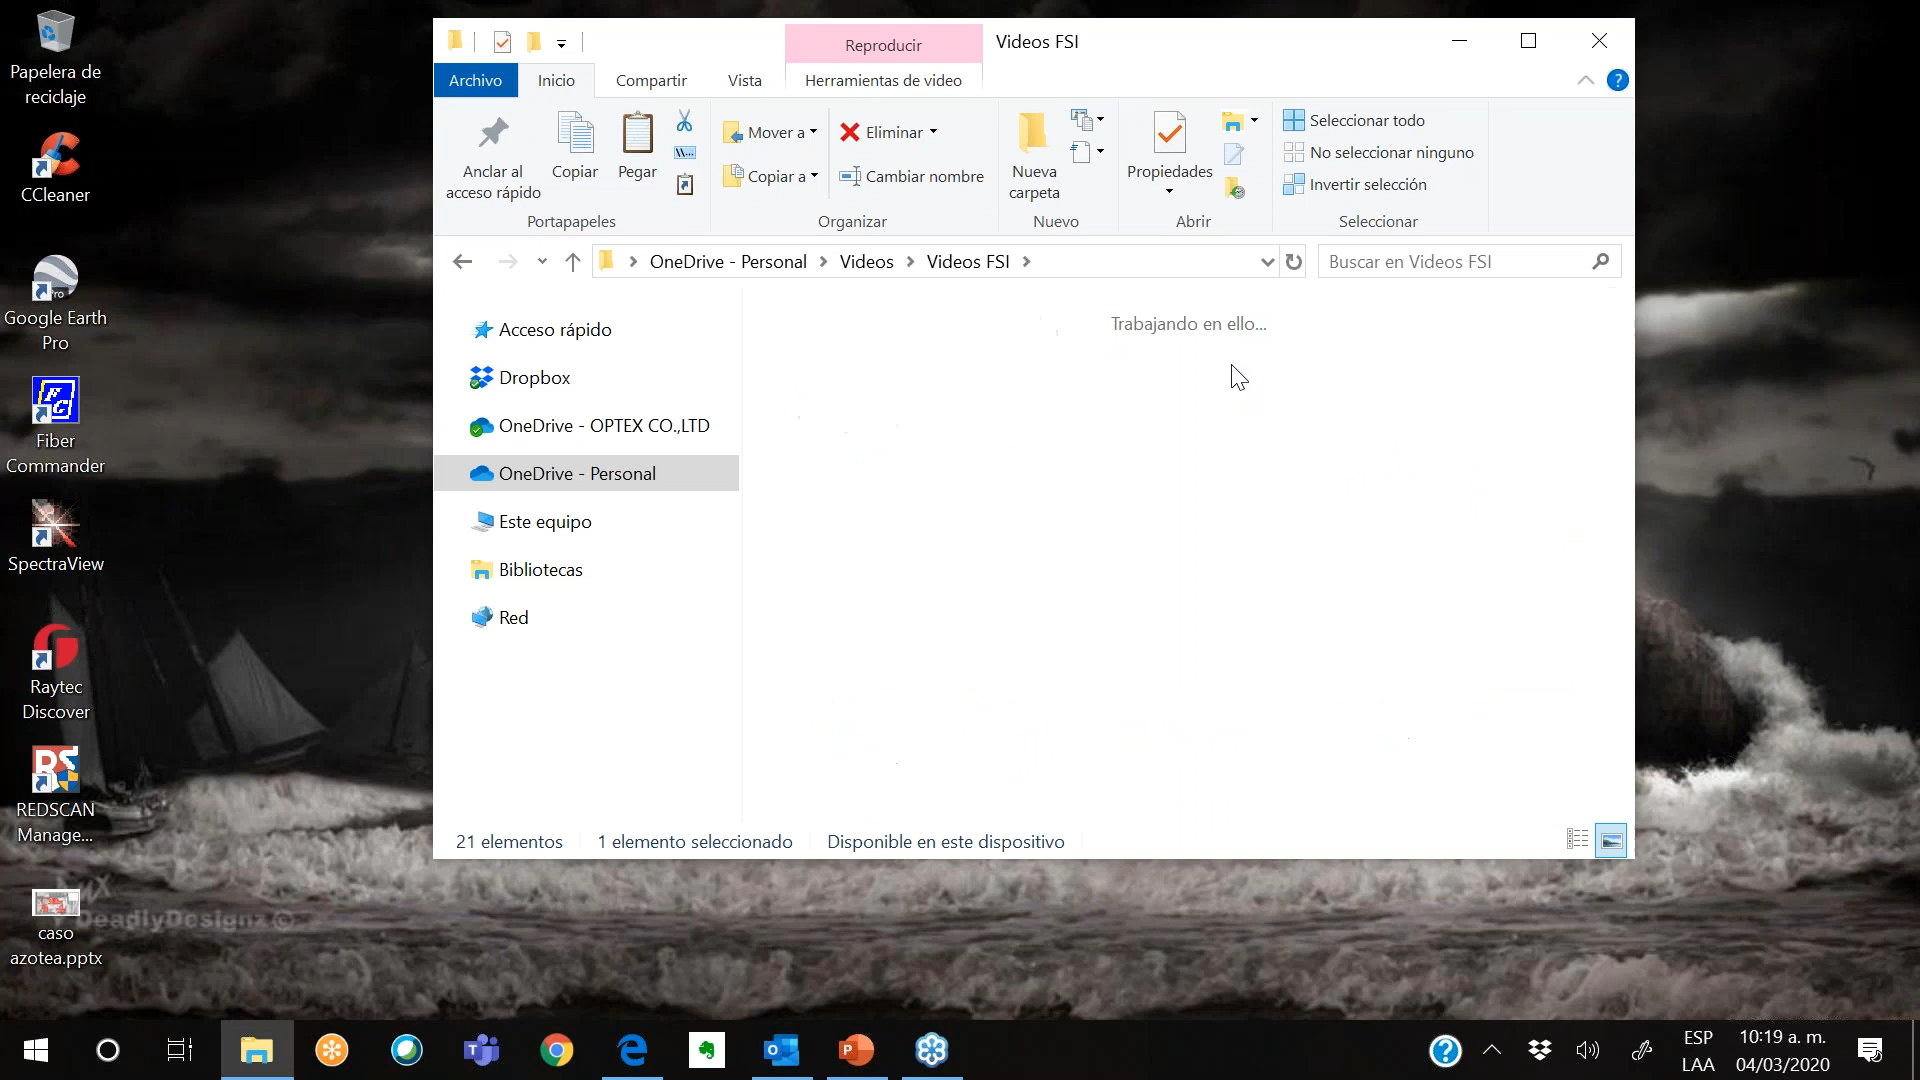 Papelera de
reciclaje
CCleaner
Google Earth
Pro
Fiber
Commander
SpectraView
Raytec
Discover
REDSCAN
Manage...
caso
azotea.pptx
DeadlyDesignz ©
Reproducir
Videos FSI
Archivo
Inicio
Compartir
Vista
Herramientas de video
Anclar al
acceso rápido
Copiar
Pegar
Portapapeles
Mover a
Copiar a
Eliminar
Cambiar nombre
Organizar
Nueva
carpeta
Nuevo
Propiedades
Abrir
Seleccionar todo
No seleccionar ninguno
Invertir selección
Seleccionar
OneDrive - Personal > Videos > Videos FSI >
Buscar en Videos FSI
Acceso rápido
Dropbox
OneDrive - OPTEX CO.,LTD
OneDrive - Personal
Este equipo
Bibliotecas
Red
Trabajando en ello...
21 elementos
1 elemento seleccionado
Disponible en este dispositivo
ESP
LAA
10:19 a. m.
04/03/2020